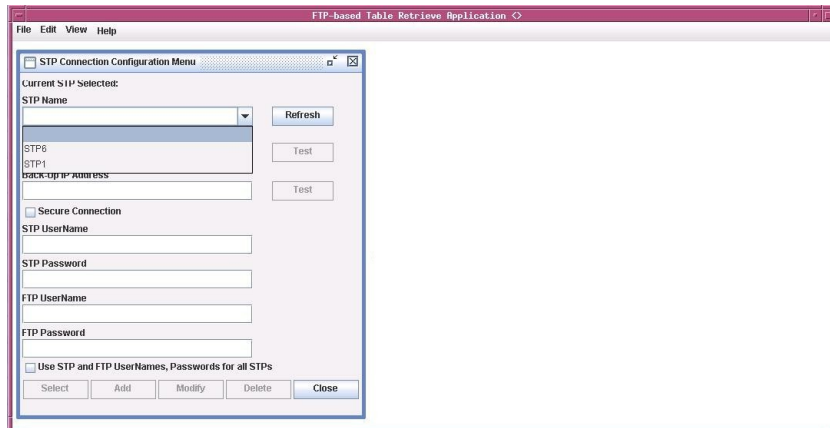 FTP-based Table Retrieve Application <>
File Edit View Help
STP Connection Configuration Menu
Current STP Selected:
STP Name
Refresh
STP6
Test
STP1
Back-Up IP Address
Test
Secure Connection
STP UserName
STP Password
FTP UserName
FTP Password
Use STP and FTP UserNames, Passwords for all STPs
Select Add Modify Delete Close